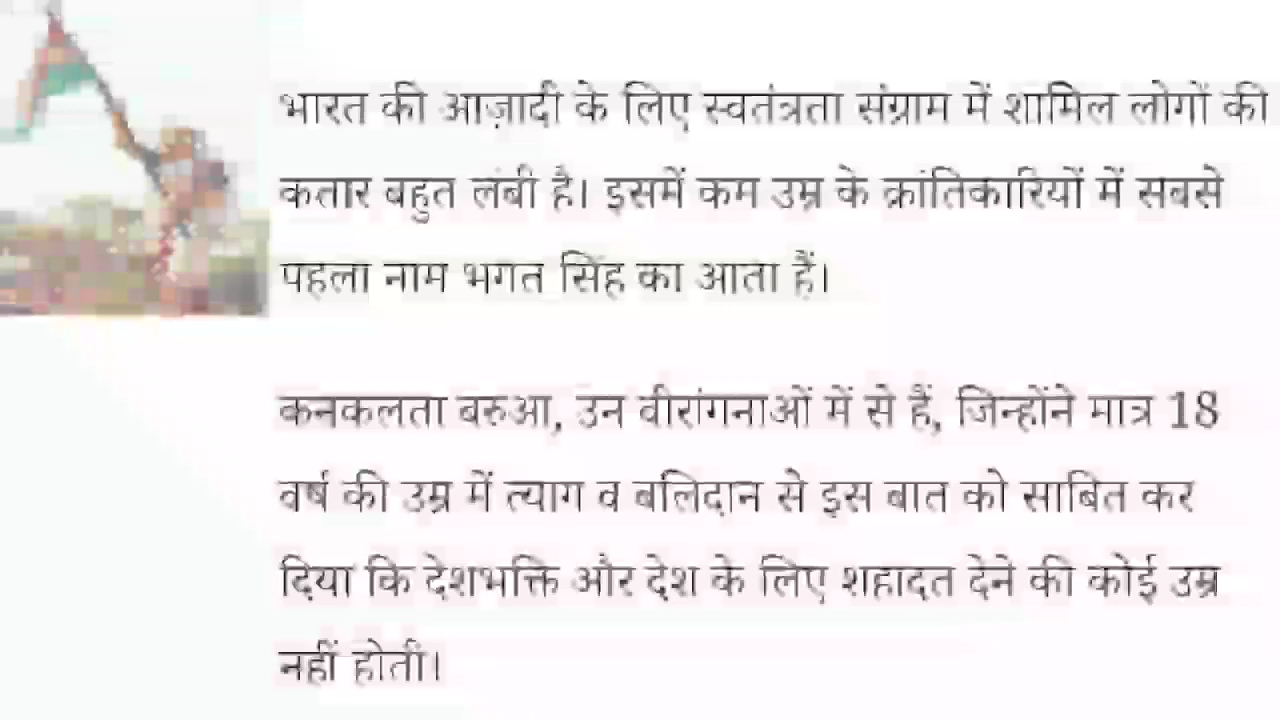 भारत की आज़ादी के लिए स्वतंत्रता संग्राम में शामिल लोगों की
कतार बहुत लंबी है। इसमें कम उम्र के क्रांतिकारियों में सबसे
पहला नाम भगत सिंह का आता हैं।
कनकलता बरुआ, उन वीरांगनाओं में से हैं, जिन्होंने मात्र 18
वर्ष की उम्र में त्याग व बलिदान से इस बात को साबित कर
दिया कि देशभक्ति और देश के लिए शहादत देने की कोई उम्र
नहीं होती।